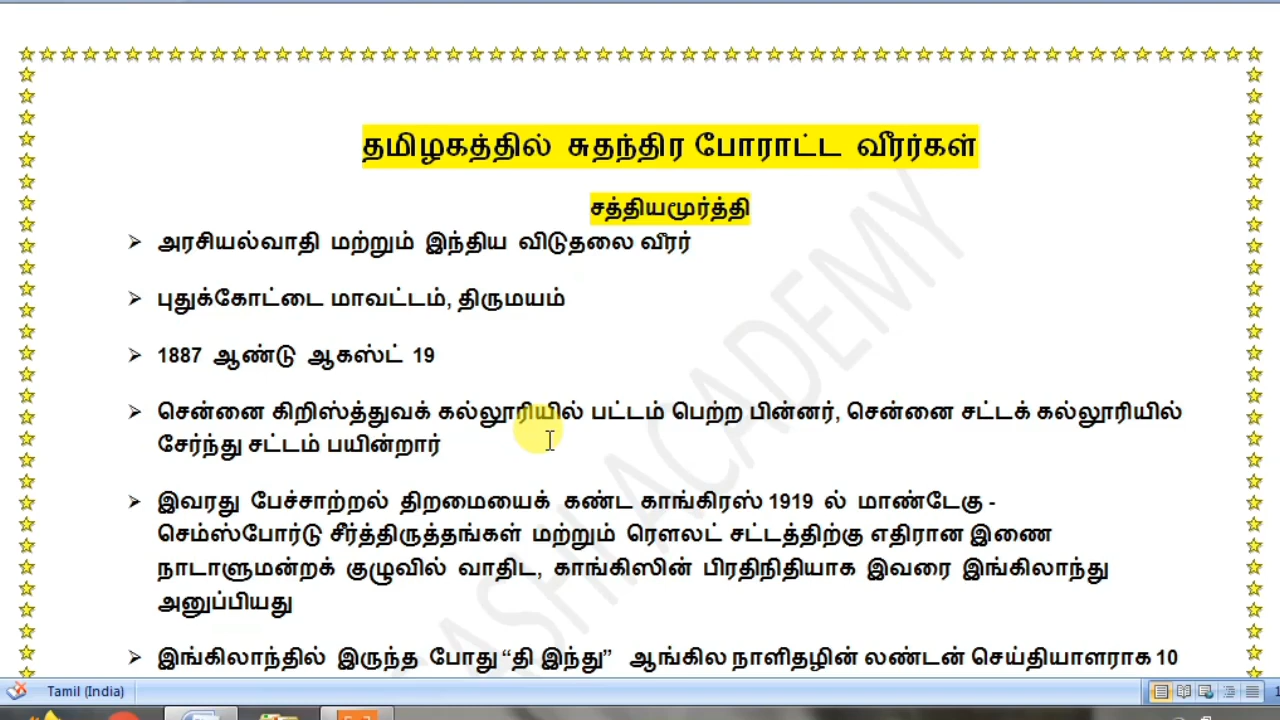 தமிழகத்தில் சுதந்திர போராட்ட வீரர்கள்
சத்தியமூர்த்தி
➢ அரசியல்வாதி மற்றும் இந்திய விடுதலை வீரர்
➢ புதுக்கோட்டை மாவட்டம், திருமயம்
➢ 1887 ஆண்டு ஆகஸ்ட் 19
➢ சென்னை கிறிஸ்த்துவக் கல்லூரியில் பட்டம் பெற்ற பின்னர், சென்னை சட்டக் கல்லூரியில்
சேர்ந்து சட்டம் பயின்றார்
➢ இவரது பேச்சாற்றல் திறமையைக் கண்ட காங்கிரஸ் 1919 ல் மாண்டேகு -
செம்ஸ்போர்டு சீர்த்திருத்தங்கள் மற்றும் ரௌலட் சட்டத்திற்கு எதிரான இணை
நாடாளுமன்றக் குழுவில் வாதிட, காங்கிஸின் பிரதிநிதியாக இவரை இங்கிலாந்து
அனுப்பியது
➢ இங்கிலாந்தில் இருந்த போது “தி இந்து” ஆங்கில நாளிதழின் லண்டன் செய்தியாளராக 10
ACADEMY
Tamil (India)